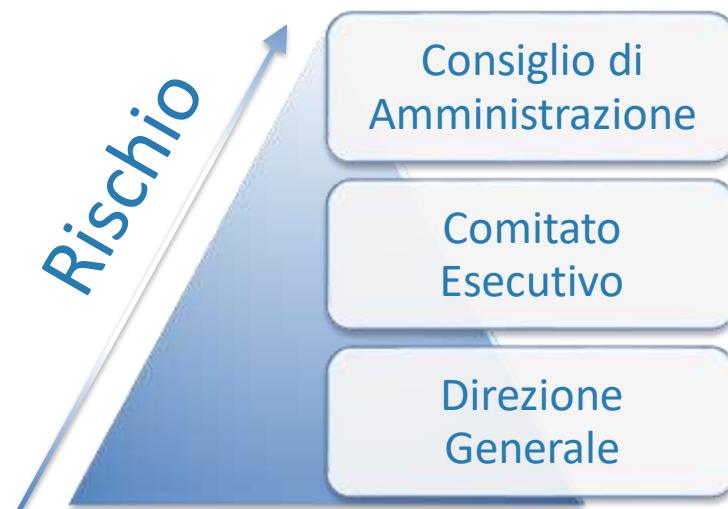 Rischio
Consiglio di
Amministrazione
Comitato
Esecutivo
Direzione
Generale